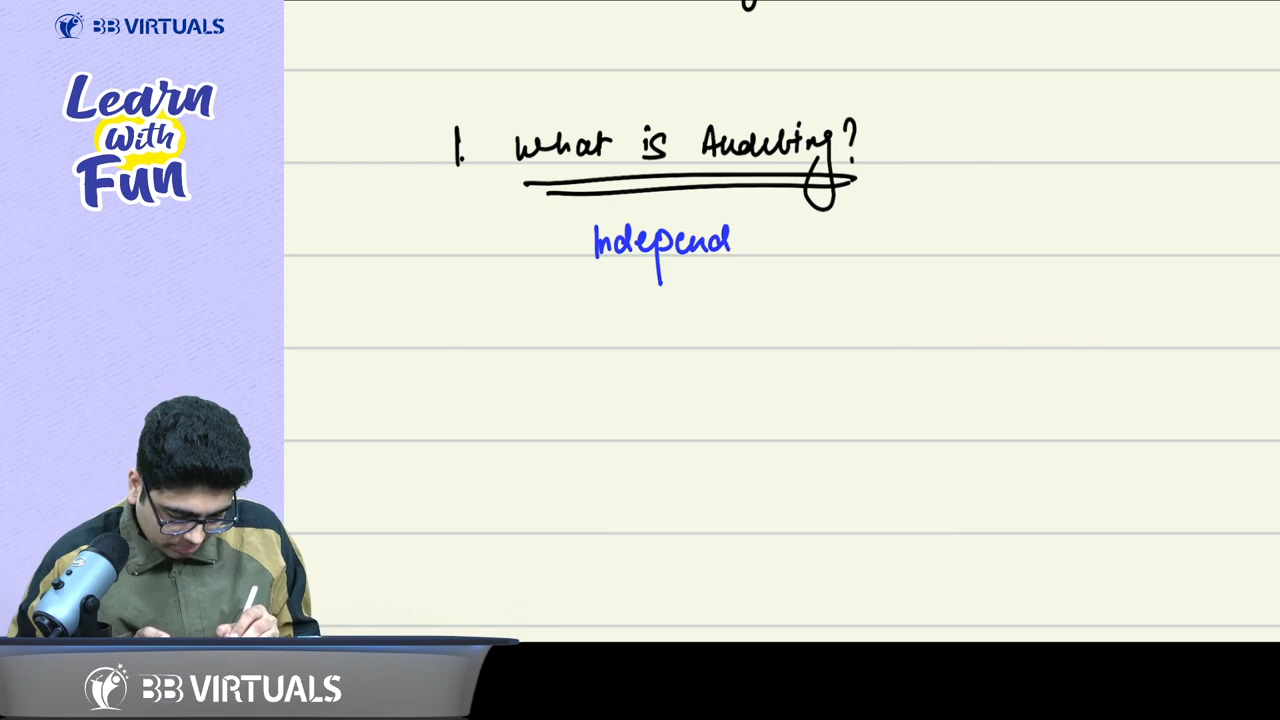 BB VIRTUALS
Learn
With
Fun
1. What is Auditing?
Independ
BB VIRTUALS